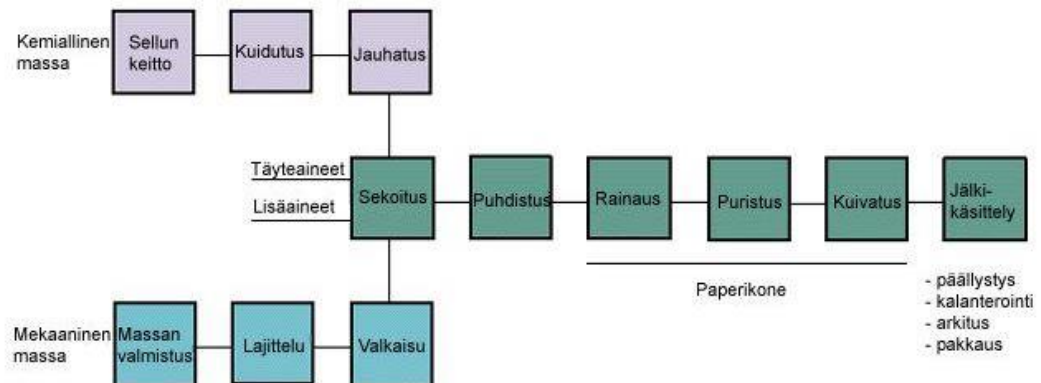 Kemiallinen
massa
Sellun
keitto
Kuidutus
Jauhatus
Täyteaineet
Lisäaineet
Sekoitus
Puhdistus
Rainaus
Puristus
Kuivatus
Jälki-
käsittely
Paperikone
- päällystys
- kalanterointi
- arkitus
- pakkaus
Mekaaninen
massa
Massan
valmistus
Lajittelu
Valkaisu